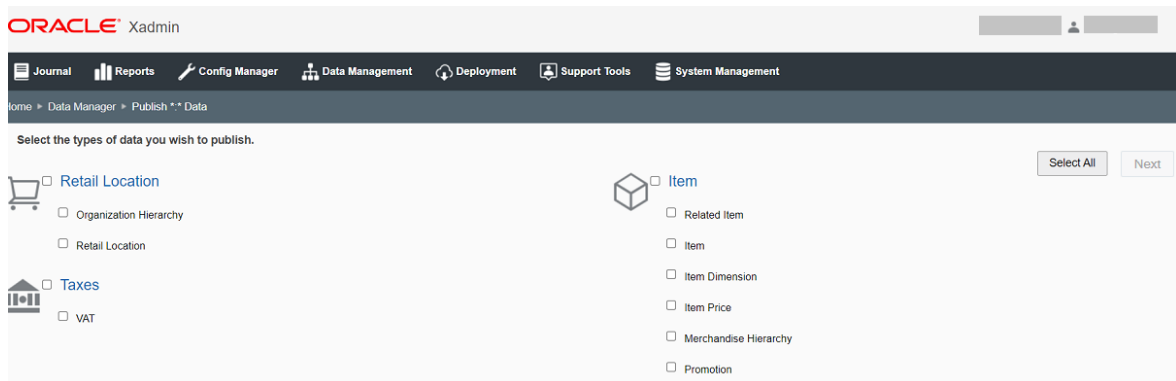 ORACLE Xadmin
Journal Reports Config Manager Data Management Deployment Support Tools System Management
Home ▸ Data Manager ▸ Publish *:* Data
Select the types of data you wish to publish.
Select All Next
Retail Location
Organization Hierarchy
Retail Location
Taxes
VAT
Item
Related Item
Item
Item Dimension
Item Price
Merchandise Hierarchy
Promotion